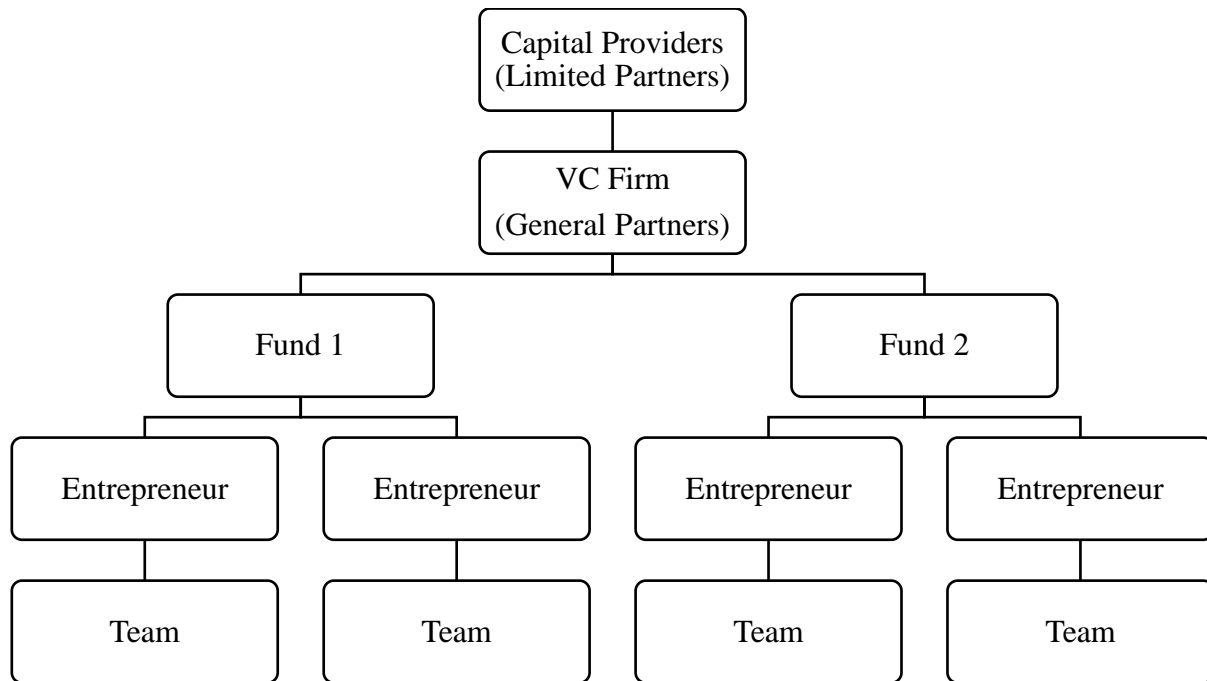 Capital Providers
(Limited Partners)
VC Firm
(General Partners)
Fund 1
Fund 2
Entrepreneur
Entrepreneur
Entrepreneur
Entrepreneur
Team
Team
Team
Team